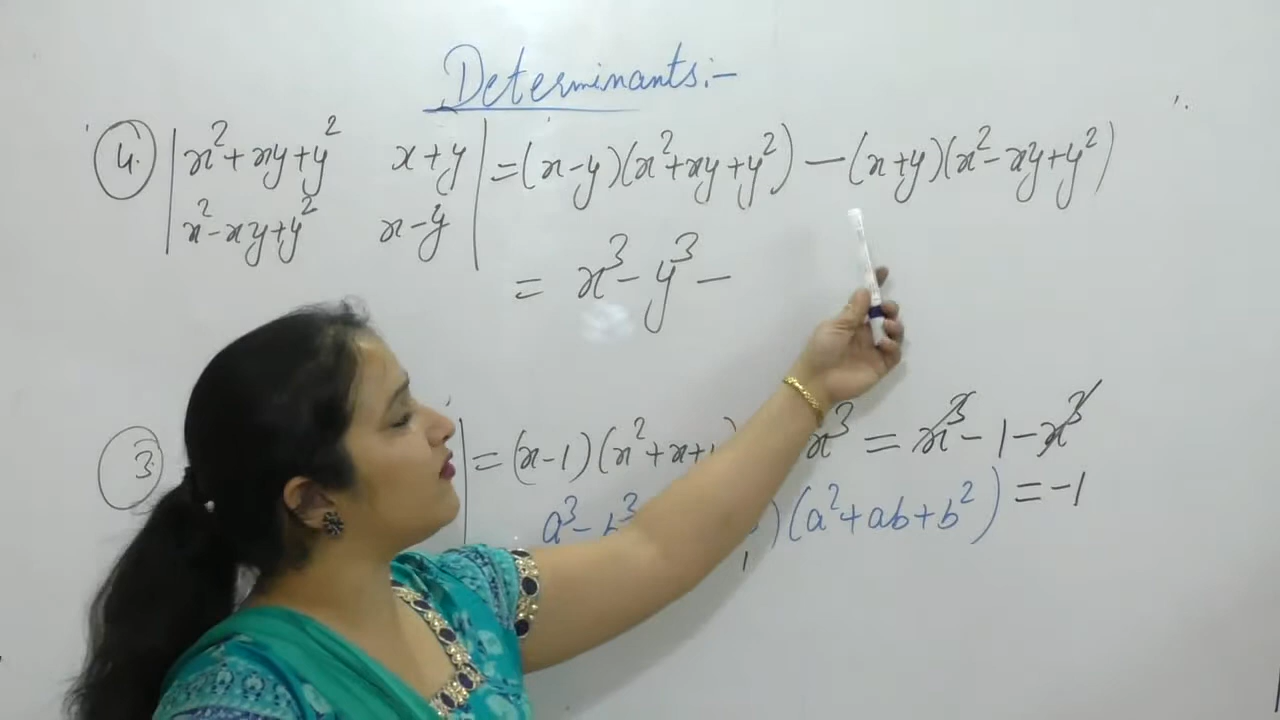 Determinants:-
4. | x² + xy + y²   x + y | = (x - y)(x² + xy + y²) - (x + y)(x² - xy + y²)
| x² - xy + y²   x - y |
= x³ - y³ -
3. | = (x - 1)(x² + x + x³ = x³ - 1 - x³
a³ - b³ )(a² + ab + b²) = -1